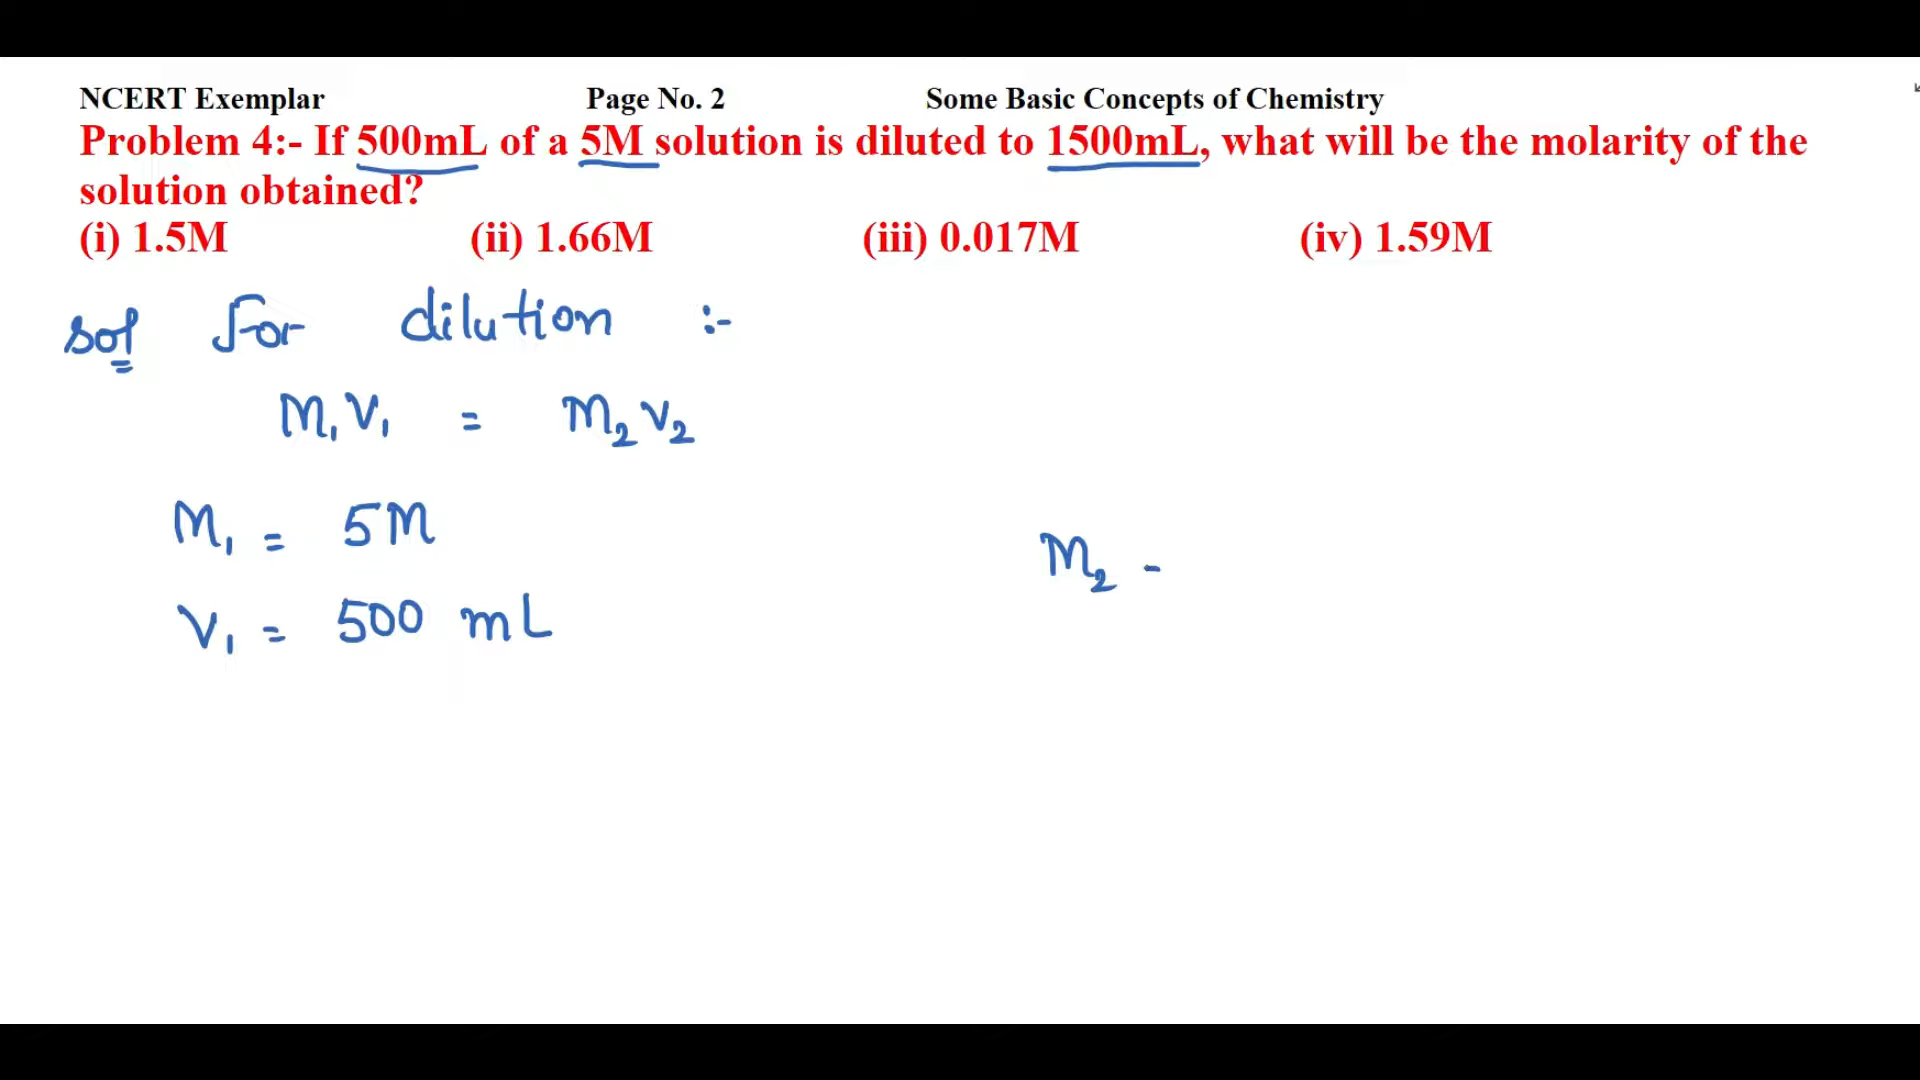 NCERT Exemplar Page No. 2 Some Basic Concepts of Chemistry
Problem 4:- If 500mL of a 5M solution is diluted to 1500mL, what will be the molarity of the
solution obtained?
(i) 1.5M (ii) 1.66M (iii) 0.017M (iv) 1.59M
sol for dilution :-
M₁V₁ = M₂V₂
M₁ = 5M
M₂ -
V₁ = 500 mL